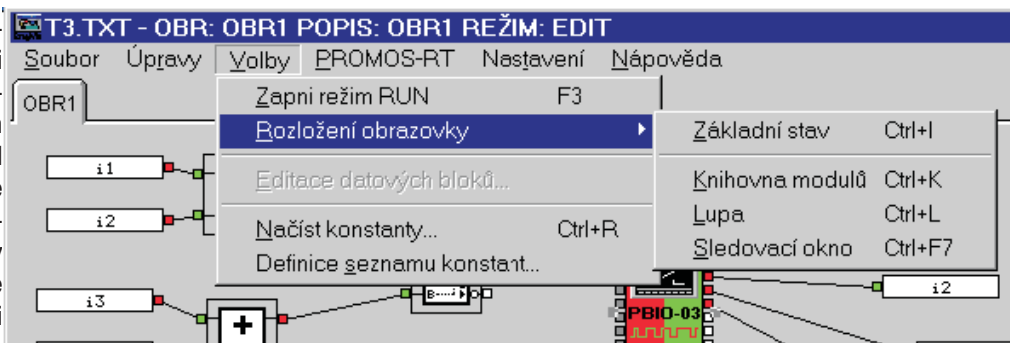 T3.TXT - OBR: OBR1 POPIS: OBR1 REŽIM: EDIT
Soubor Úpravy Volby PROMOS-RT Nastavení Nápověda
OBR1
Zapni režim RUN F3
Rozložení obrazovky
Editace datových bloků...
Načíst konstanty... Ctrl+R
Definice seznamu konstant...
Základní stav Ctrl+I
Knihovna modulů Ctrl+K
Lupa Ctrl+L
Sledovací okno Ctrl+F7
i1
i2
i3
+
PBIO-03
i2